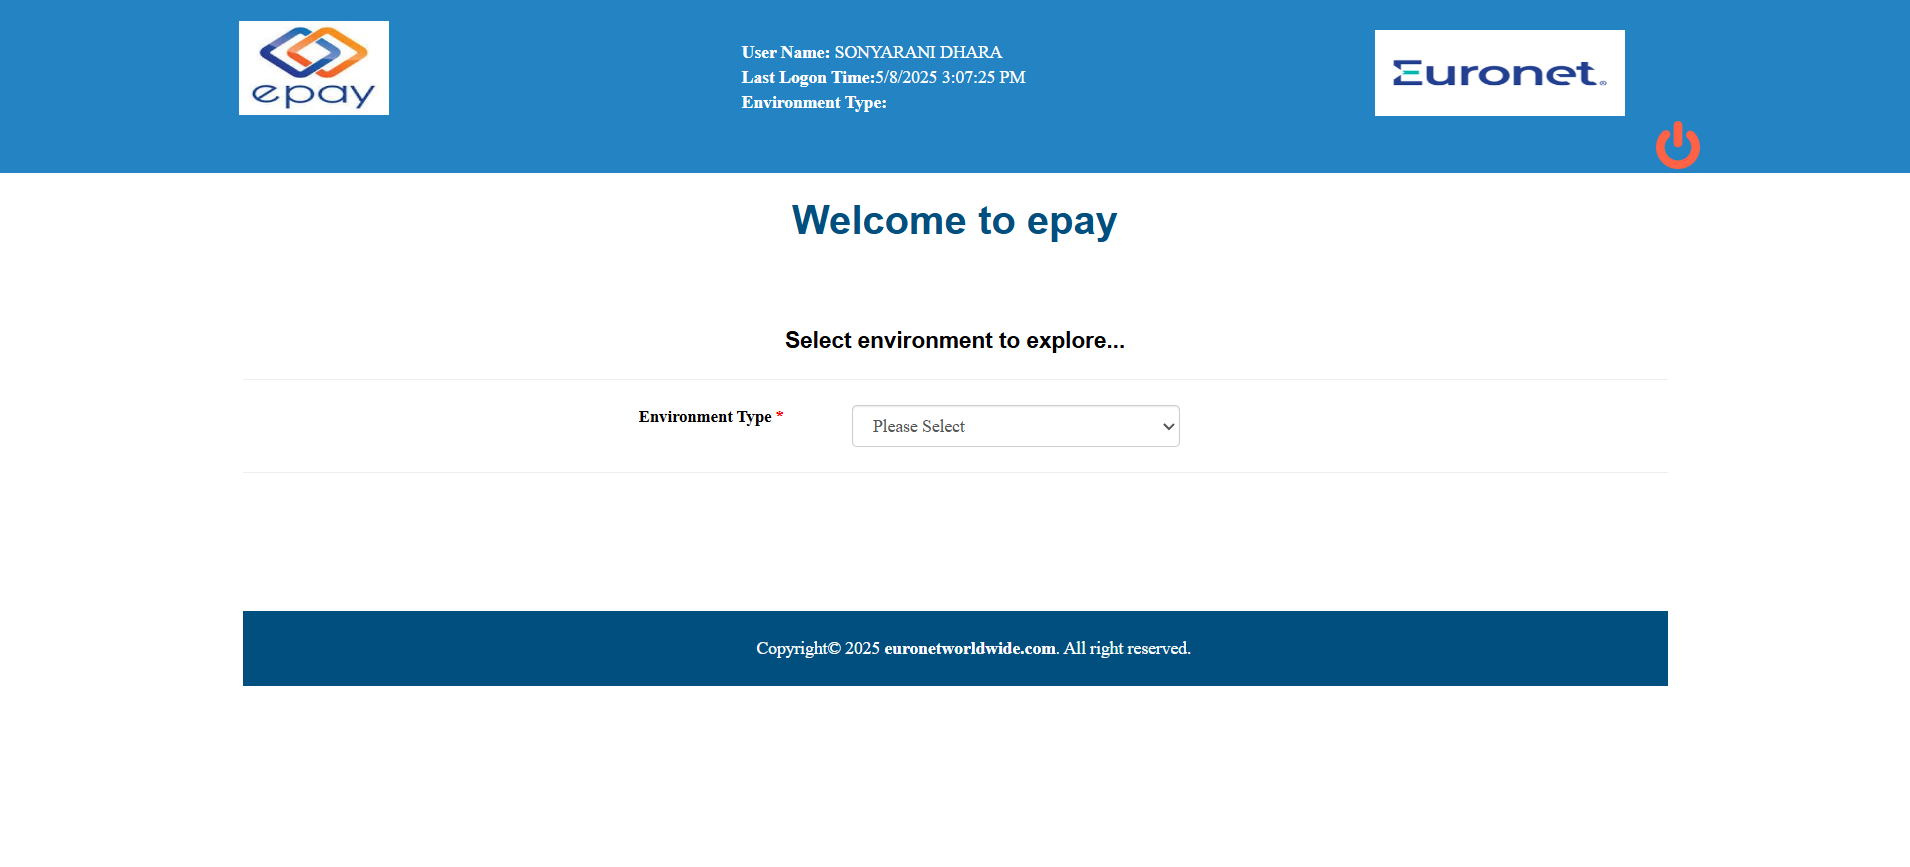 epay
User Name: SONYARANI DHARA
Last Logon Time:5/8/2025 3:07:25 PM
Environment Type:
Euronet®
Welcome to epay
Select environment to explore...
Environment Type *
Please Select
Copyright© 2025 euronetworldwide.com. All right reserved.